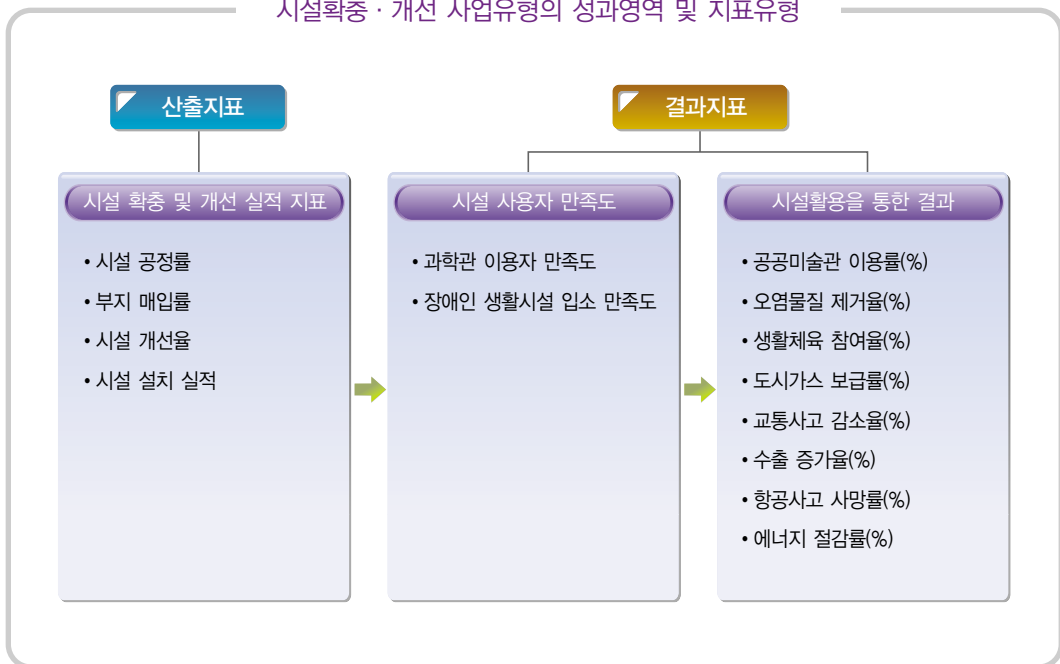 시설확충 · 개선 사업유형의 성과영역 및 지표유형
산출지표
결과지표
시설 확충 및 개선 실적 지표
• 시설 공정률
• 부지 매입률
• 시설 개선율
• 시설 설치 실적
시설 사용자 만족도
• 과학관 이용자 만족도
• 장애인 생활시설 입소 만족도
시설활용을 통한 결과
• 공공미술관 이용률(%)
• 오염물질 제거율(%)
• 생활체육 참여율(%)
• 도시가스 보급률(%)
• 교통사고 감소율(%)
• 수출 증가율(%)
• 항공사고 사망률(%)
• 에너지 절감률(%)